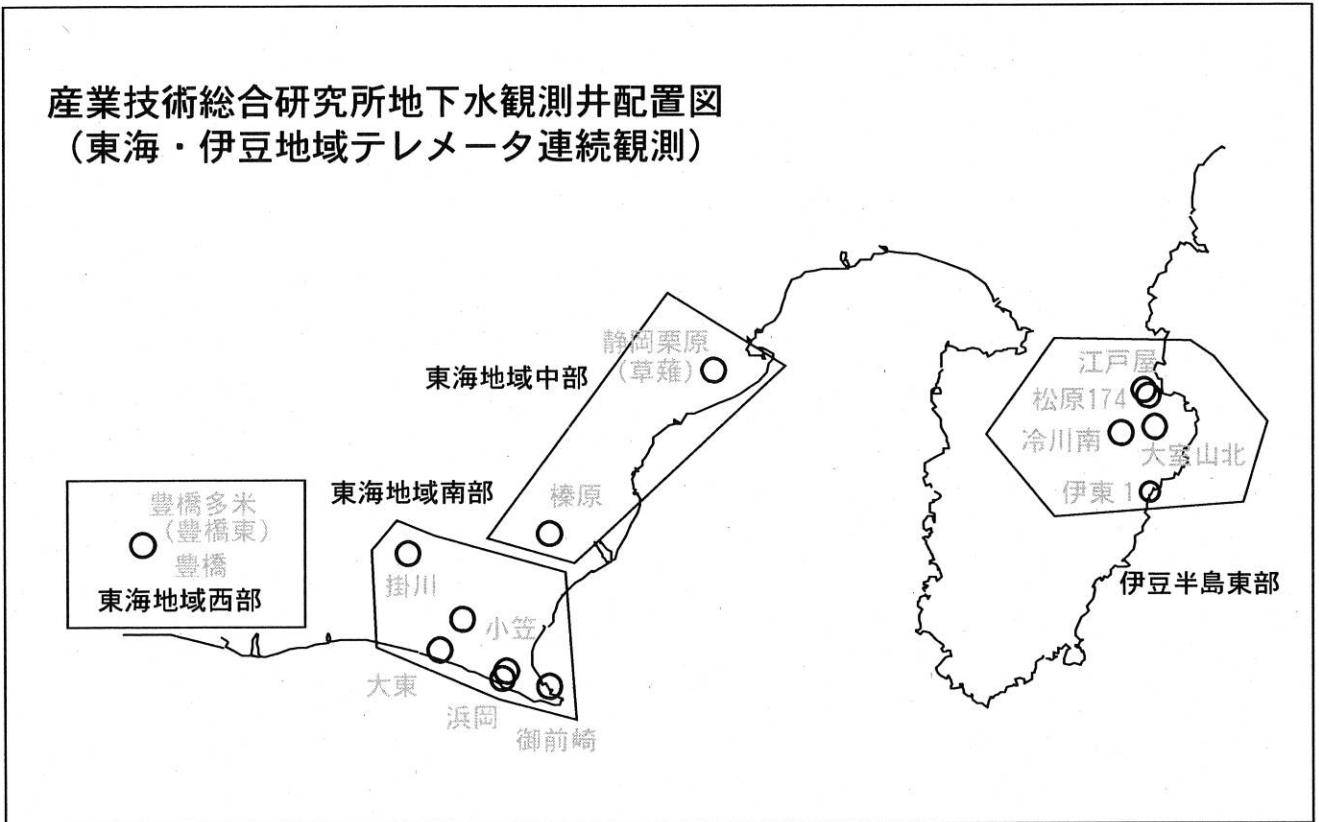 産業技術総合研究所地下水観測井配置図
（東海・伊豆地域テレメータ連続観測）
静岡栗原
（草薙）
東海地域中部
江戸屋
松原174
冷川南
大室山北
伊東1
伊豆半島東部
東海地域南部
榛原
豊橋多米
（豊橋東）
豊橋
東海地域西部
掛川
小笠
大東
浜岡
御前崎